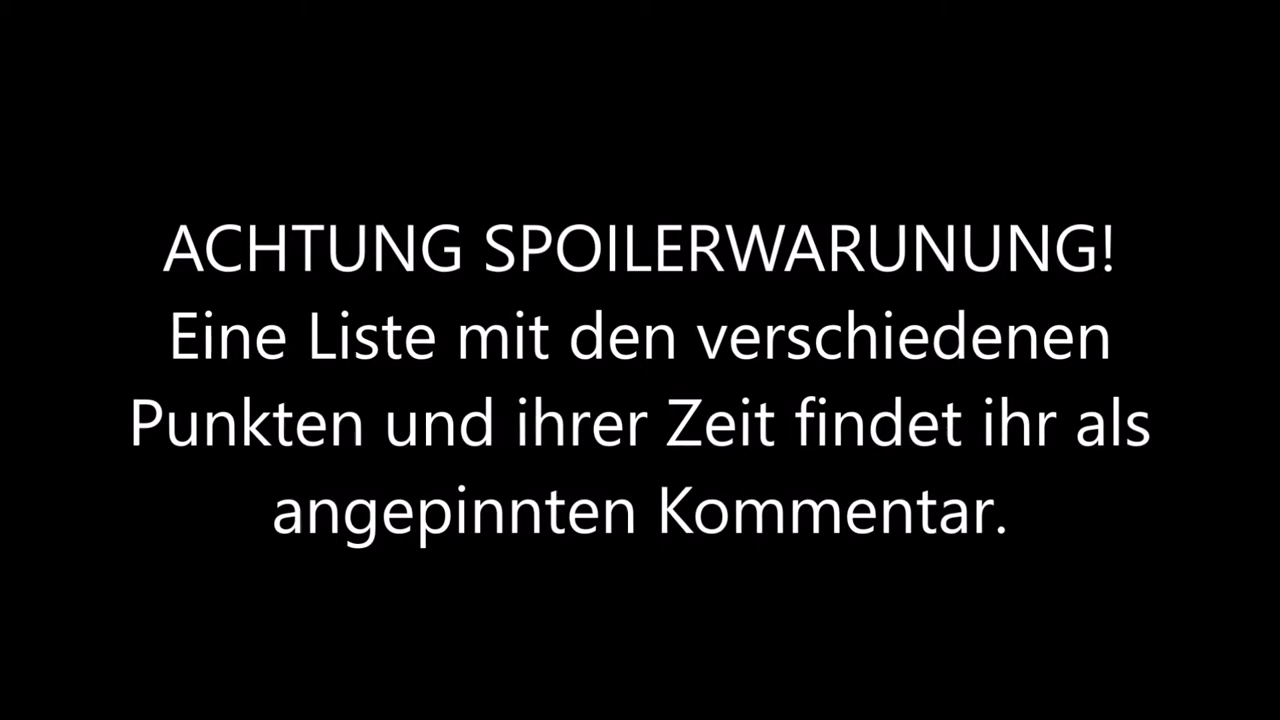 ACHTUNG SPOILERWARUNUNG!
Eine Liste mit den verschiedenen
Punkten und ihrer Zeit findet ihr als
angepinnten Kommentar.